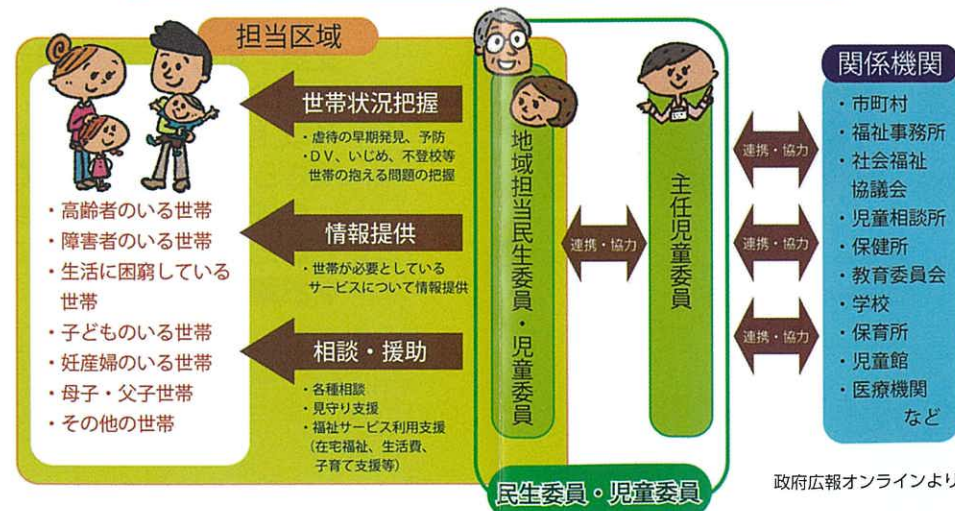 担当区域
・高齢者のいる世帯
・障害者のいる世帯
・生活に困窮している
世帯
・子どものいる世帯
・妊産婦のいる世帯
・母子・父子世帯
・その他の世帯
世帯状況把握
・虐待の早期発見、予防
・DV、いじめ、不登校等
世帯の抱える問題の把握
情報提供
・世帯が必要としている
サービスについて情報提供
相談・援助
・各種相談
・見守り支援
・福祉サービス利用支援
（在宅福祉、生活費、
子育て支援等）
地域担当民生委員・児童委員
連携・協力
主任児童委員
民生委員・児童委員
連携・協力
連携・協力
連携・協力
関係機関
・市町村
・福祉事務所
・社会福祉
協議会
・児童相談所
・保健所
・教育委員会
・学校
・保育所
・児童館
・医療機関
など
政府広報オンラインより